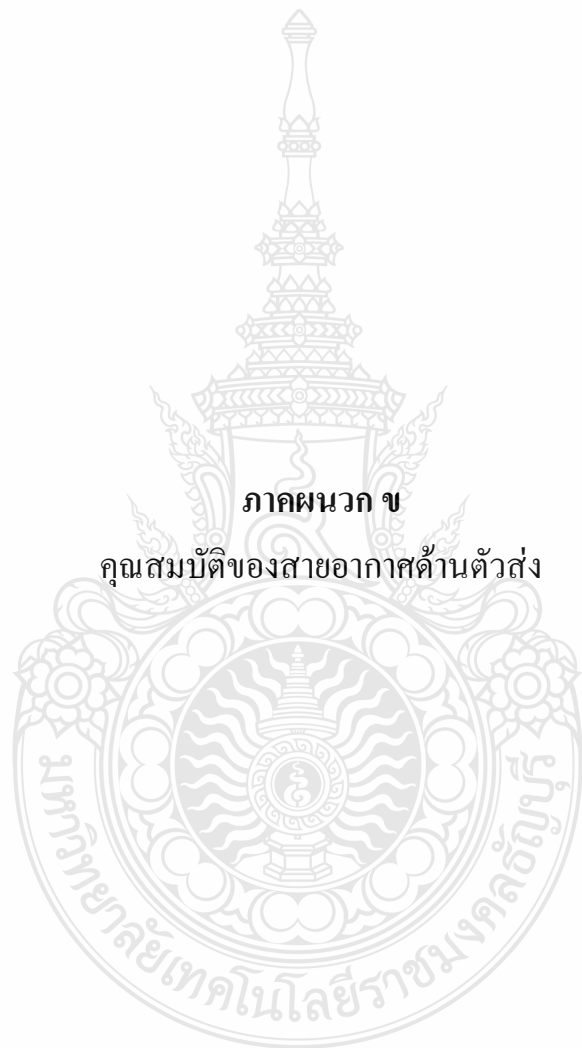 ภาคผนวก ข
คุณสมบัติของสายอากาศด้านตัวส่ง
มหาวิทยาลัยเทคโนโลยีราชมงคลธัญบุรี